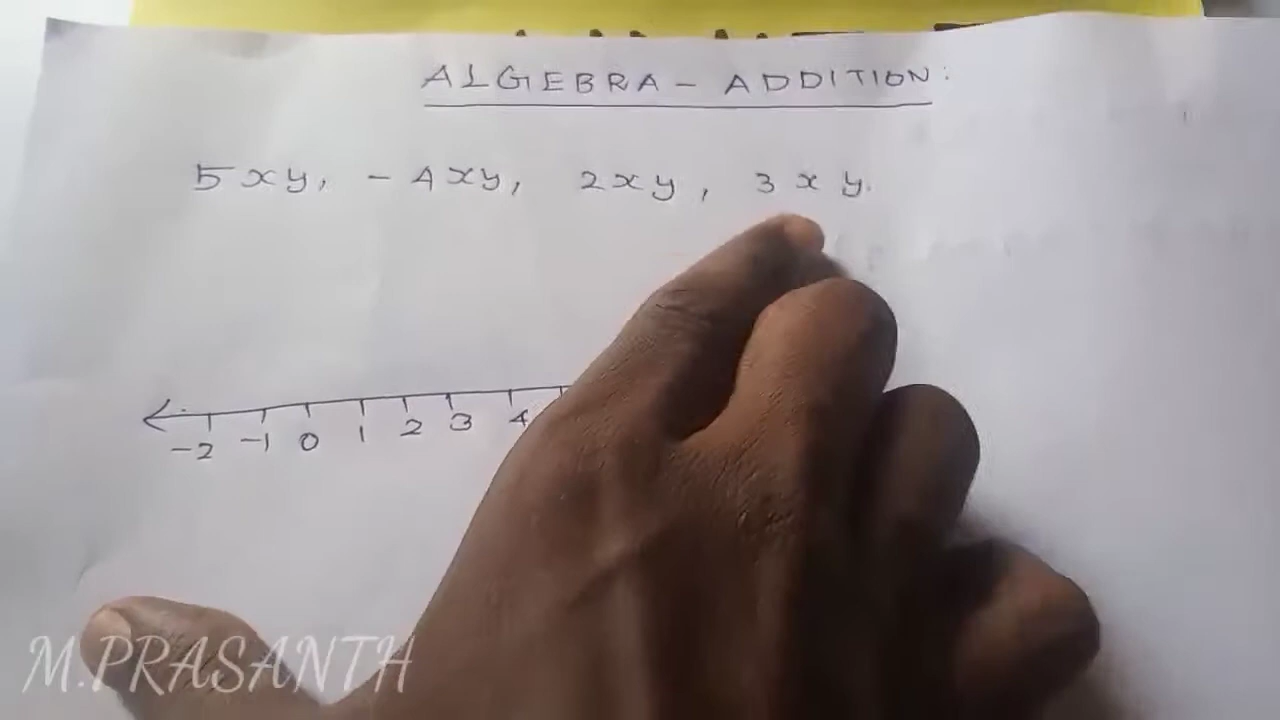 ALGEBRA - ADDITION:
5xy, -4xy, 2xy, 3xy.
-2 -1 0 1 2 3 4
M.PRASANTH